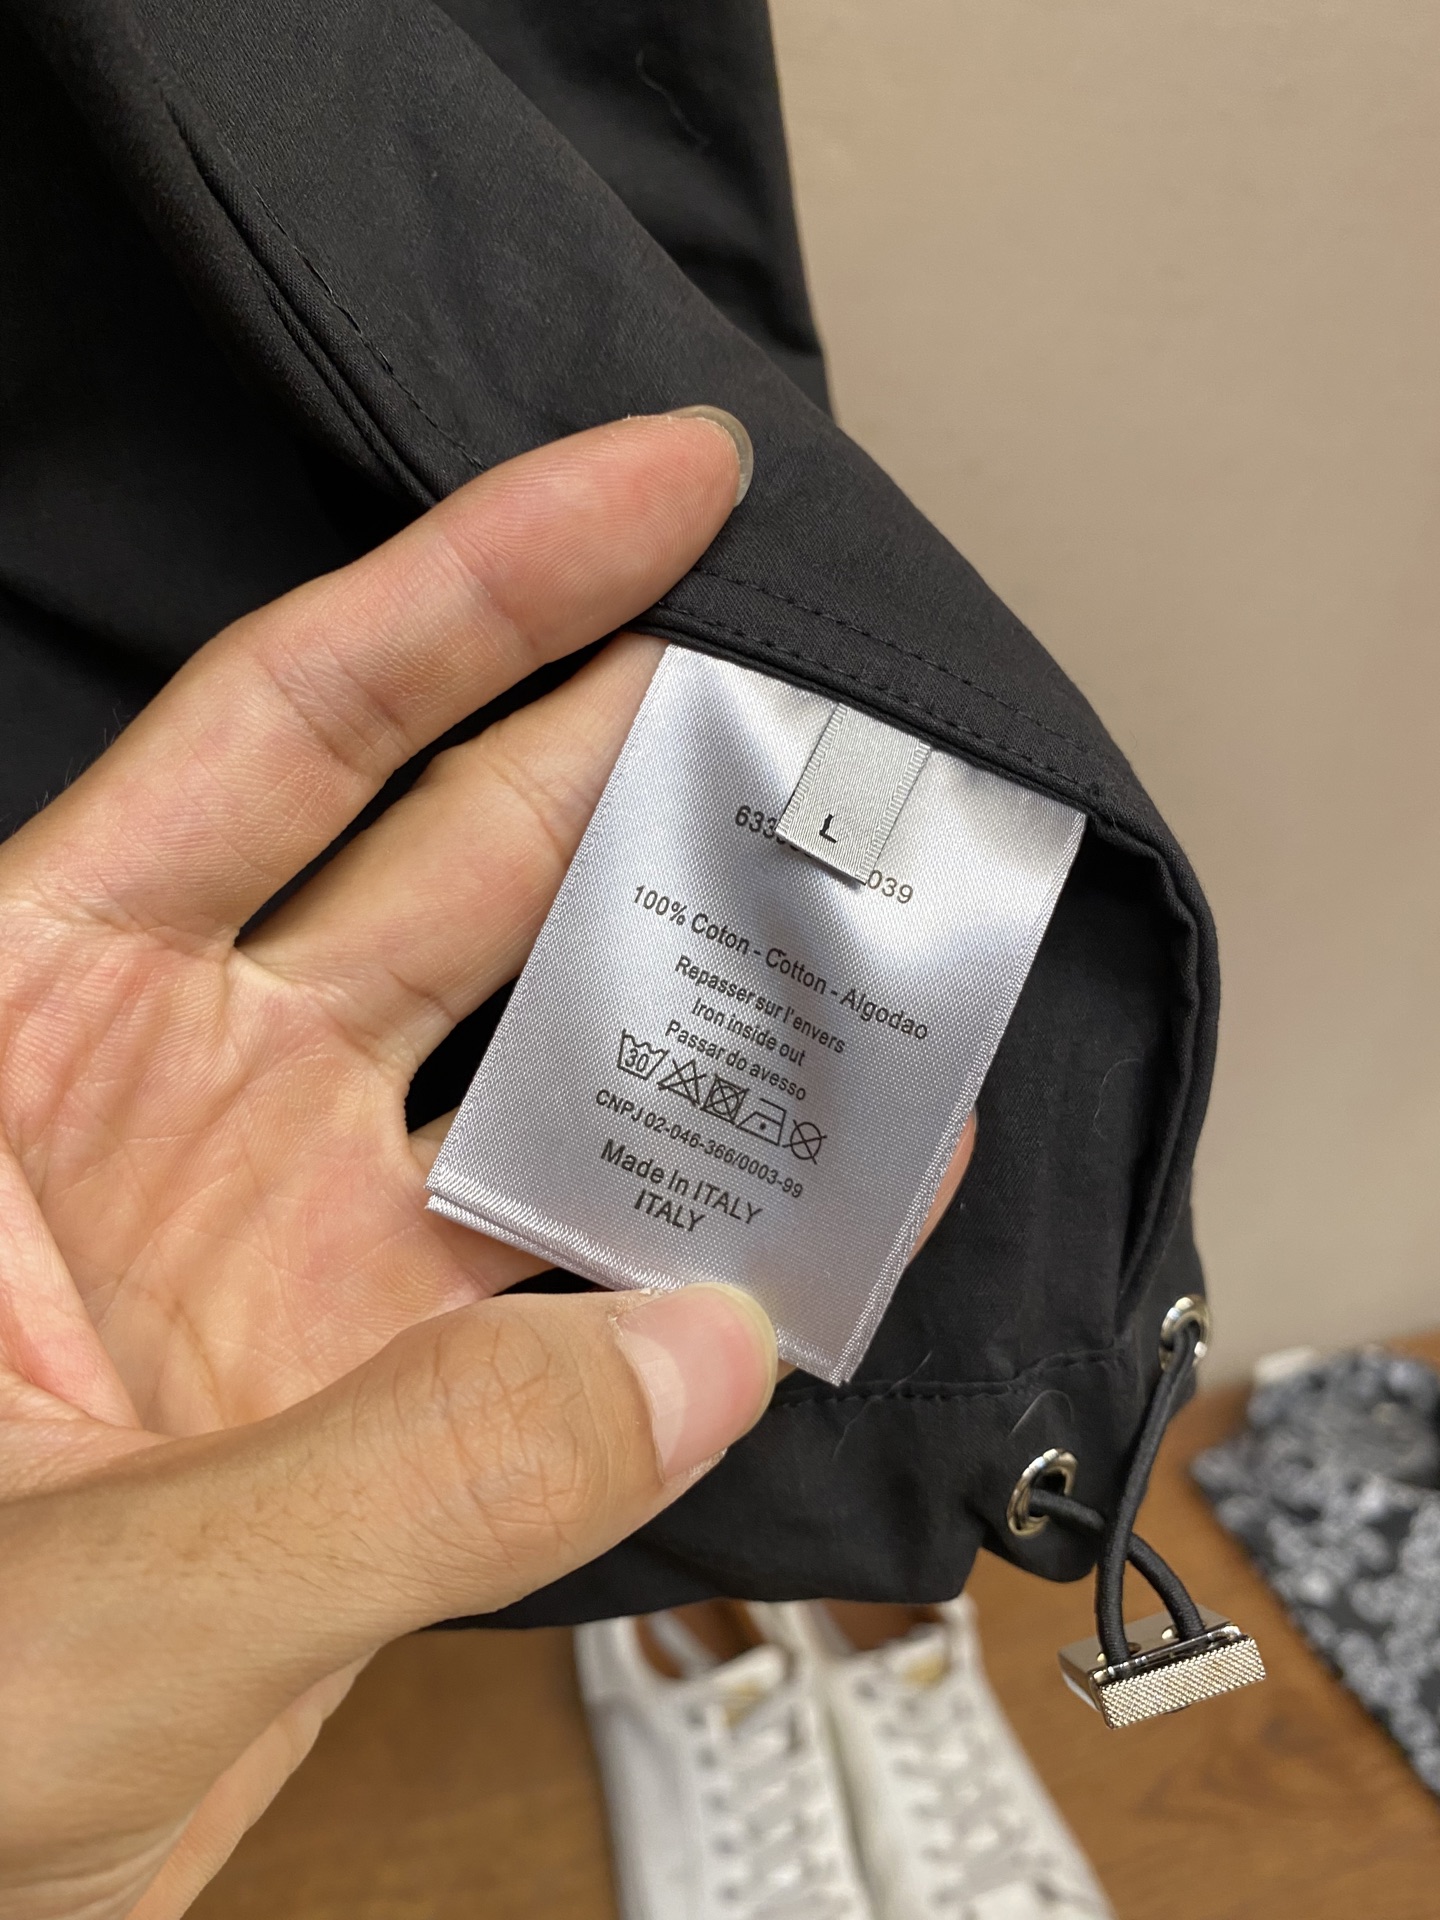 L
039
100% Coton - Cotton - Algodao
Repasser sur l'envers
Iron inside out
Passar do avesso
30
CNPJ 02-046-366/0003-99
Made In ITALY
ITALY